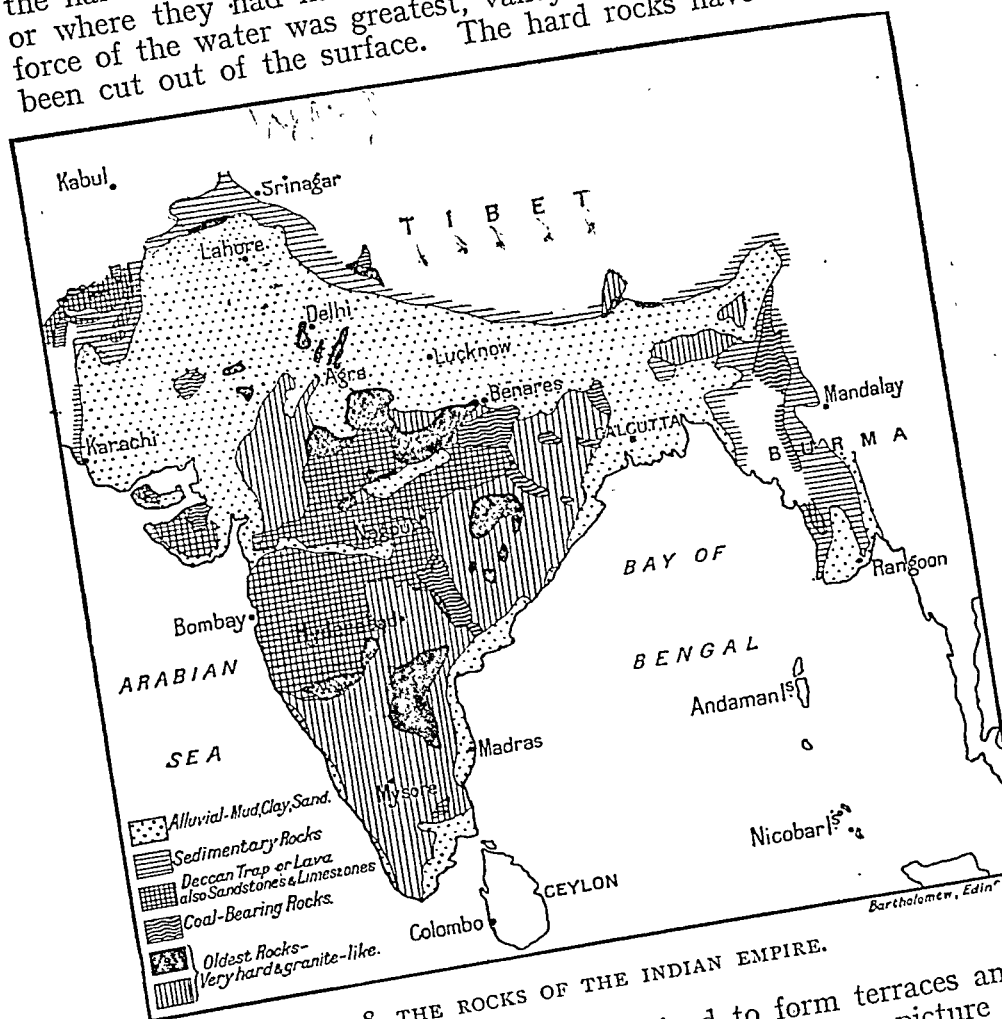 or where they had
force of the water was greatest,
been cut out of the surface. The hard rocks have
Kabul
Srinagar
TIBET
Lahore
Delhi
Lucknow
Agra
Benares
Mandalay
Karachi
CALCUTTA
BURMA
Nagpur
BAY OF
Rangoon
Bombay
Hyderabad
BENGAL
ARABIAN
Andaman Is
SEA
Madras
Mysore
Alluvial-Mud, Clay, Sand.
Nicobar Is
Sedimentary Rocks
Deccan Trap or Lava
also Sandstones & Limestones
CEYLON
Coal-Bearing Rocks.
Colombo
Bartholomew, Edin
Oldest Rocks-
Very hard & granite-like.
THE ROCKS OF THE INDIAN EMPIRE.
to form terraces
picture